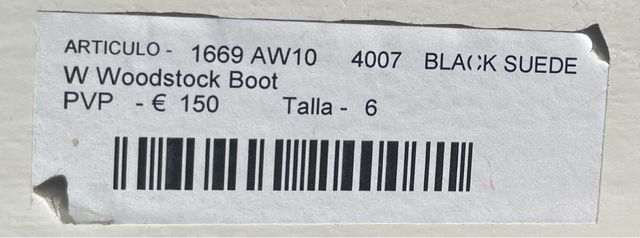 ARTICULO - 1669 AW10 4007 BLACK SUEDE
W Woodstock Boot
PVP - € 150 Talla - 6